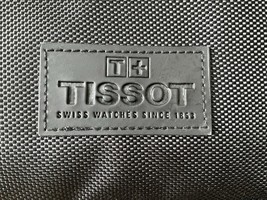 T+
TISSOT
SWISS WATCHES SINCE 1853